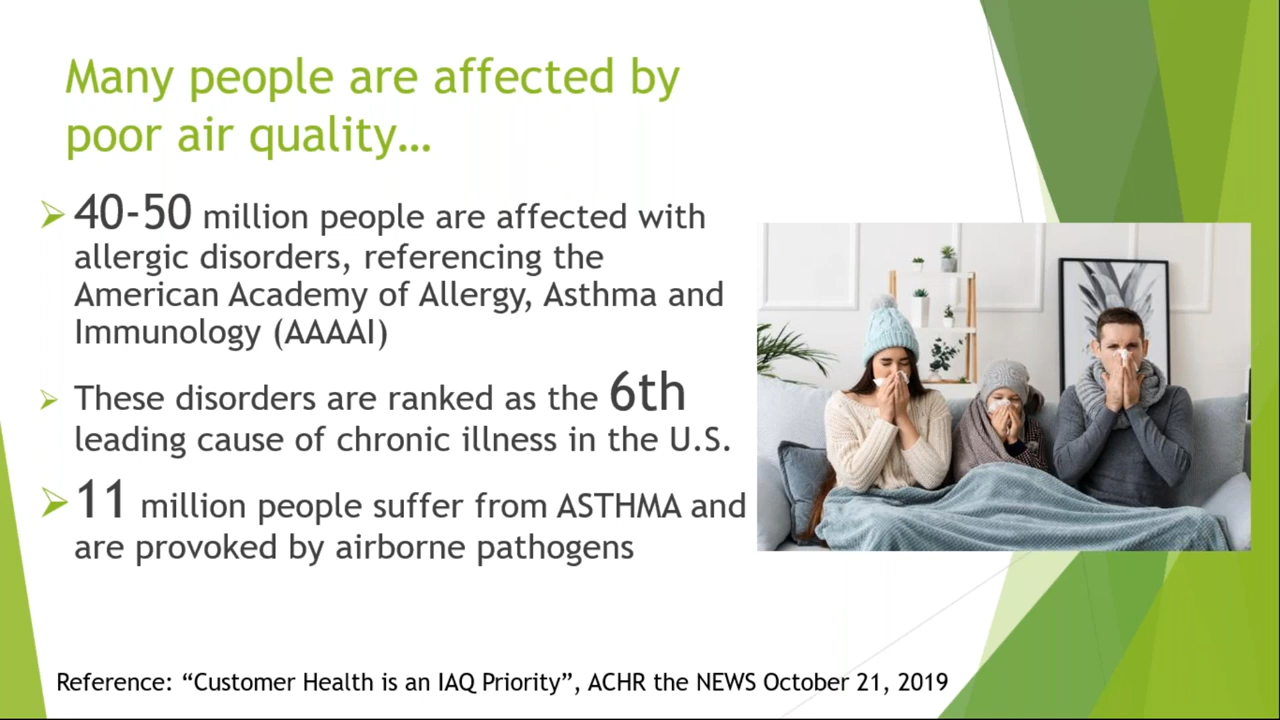 Many people are affected by
poor air quality…
40-50 million people are affected with
allergic disorders, referencing the
American Academy of Allergy, Asthma and
Immunology (AAAAI)
These disorders are ranked as the 6th
leading cause of chronic illness in the U.S.
11 million people suffer from ASTHMA and
are provoked by airborne pathogens
Reference: “Customer Health is an IAQ Priority”, ACHR the NEWS October 21, 2019